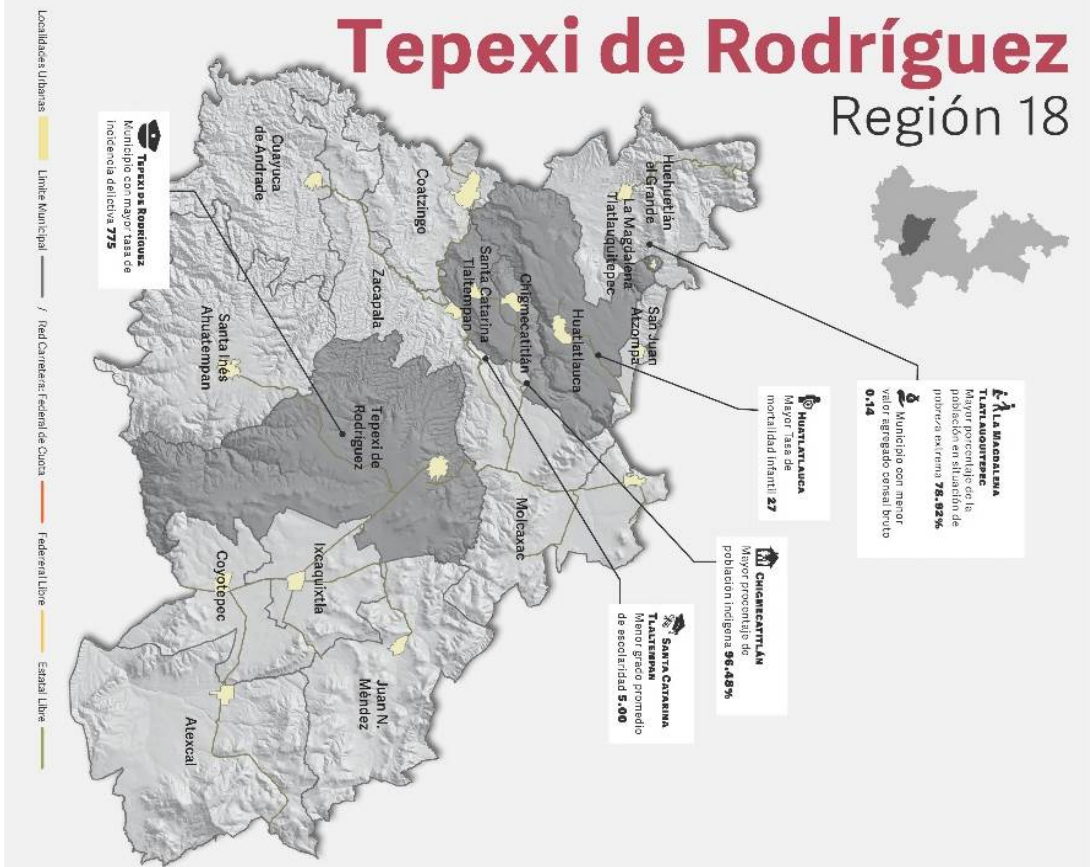 Tepexi de Rodríguez
Región 18
LA MAGDALENA
TLATLAUQUITEPEC
Mayor porcentaje de la
población en situación de
pobreza extrema 78.92%
Municipio con menor
valor agregado censal bruto
0.14
HUATLATLAUCA
Mayor Tasa de
mortalidad infantil 27
CHIGMECATITLÁN
Mayor procentaje de
población indígena 96.48%
SANTA CATARINA
TLALTEMPAN
Menor grado promedio
de escolaridad 5.00
TEPEXI DE RODRÍGUEZ
Municipio con mayor tasa de
incidencia delictiva 775
Huehuetlán
el Grande
La Magdalena
Tlatlauquitepec
San Juan
Atzompa
Huatlatlauca
Chigmecatitlán
Santa Catarina
Tlaltempan
Coatzingo
Cuayuca
de Andrade
Zacapala
Santa Inés
Ahuatempan
Tepexi de
Rodríguez
Molcaxac
Ixcaquixtla
Coyotepec
Juan N.
Méndez
Atexcal
Localidades Urbanas
Límite Municipal
/ Red Carretera: Federal de Cuota
Federeral Libre
Estatal Libre